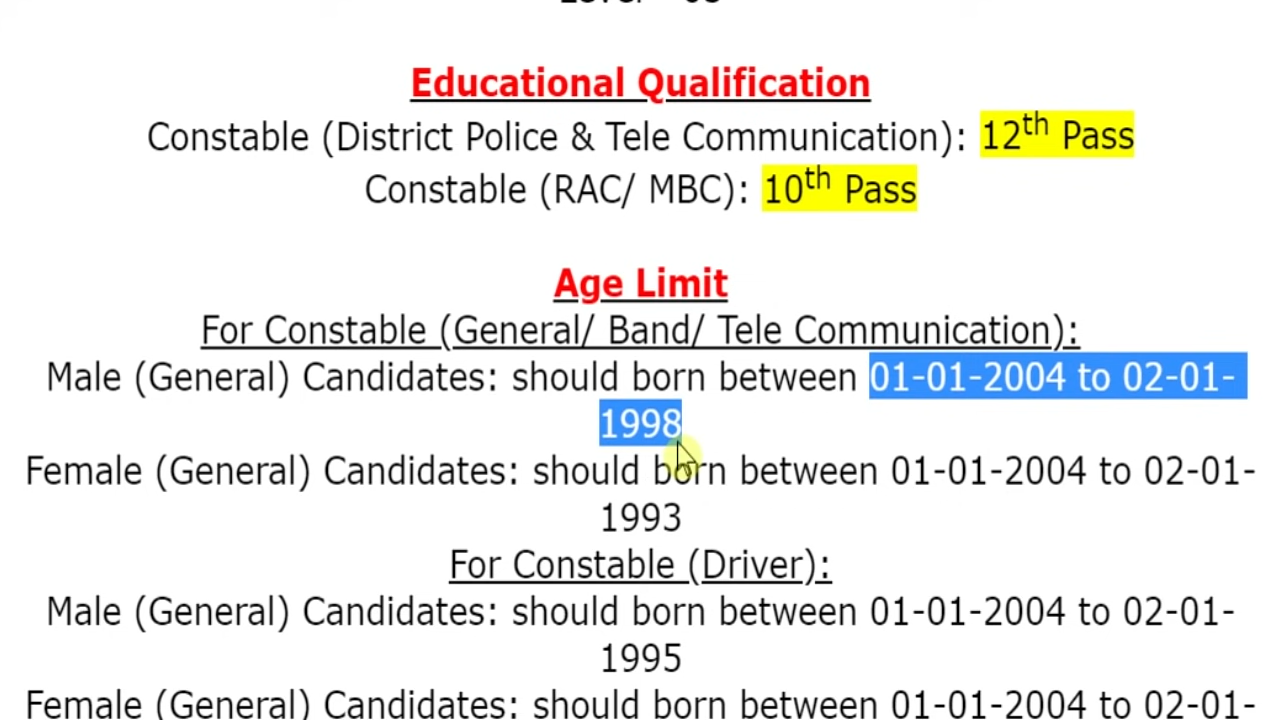 Educational Qualification
Constable (District Police & Tele Communication): 12th Pass
Constable (RAC/ MBC): 10th Pass
Age Limit
For Constable (General/ Band/ Tele Communication):
Male (General) Candidates: should born between 01-01-2004 to 02-01-
1998
Female (General) Candidates: should born between 01-01-2004 to 02-01-
1993
For Constable (Driver):
Male (General) Candidates: should born between 01-01-2004 to 02-01-
1995
Female (General) Candidates: should born between 01-01-2004 to 02-01-